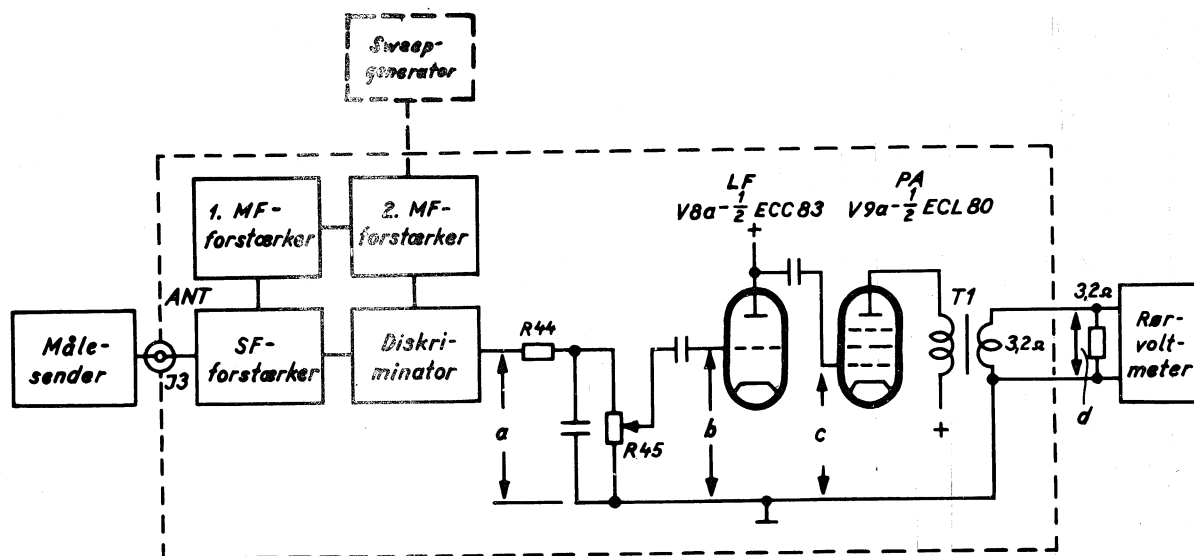 Sweep-
generator
1. MF-
forstærker
2. MF-
forstærker
LF
V8a-½ ECC83
+
PA
V9a-½ ECL80
ANT
Måle-
sender
J3
SF-
forstærker
Diskri-
minator
R44
a
R45
b
c
T1
+
3,2Ω
3,2Ω
d
Rør-
volt-
meter